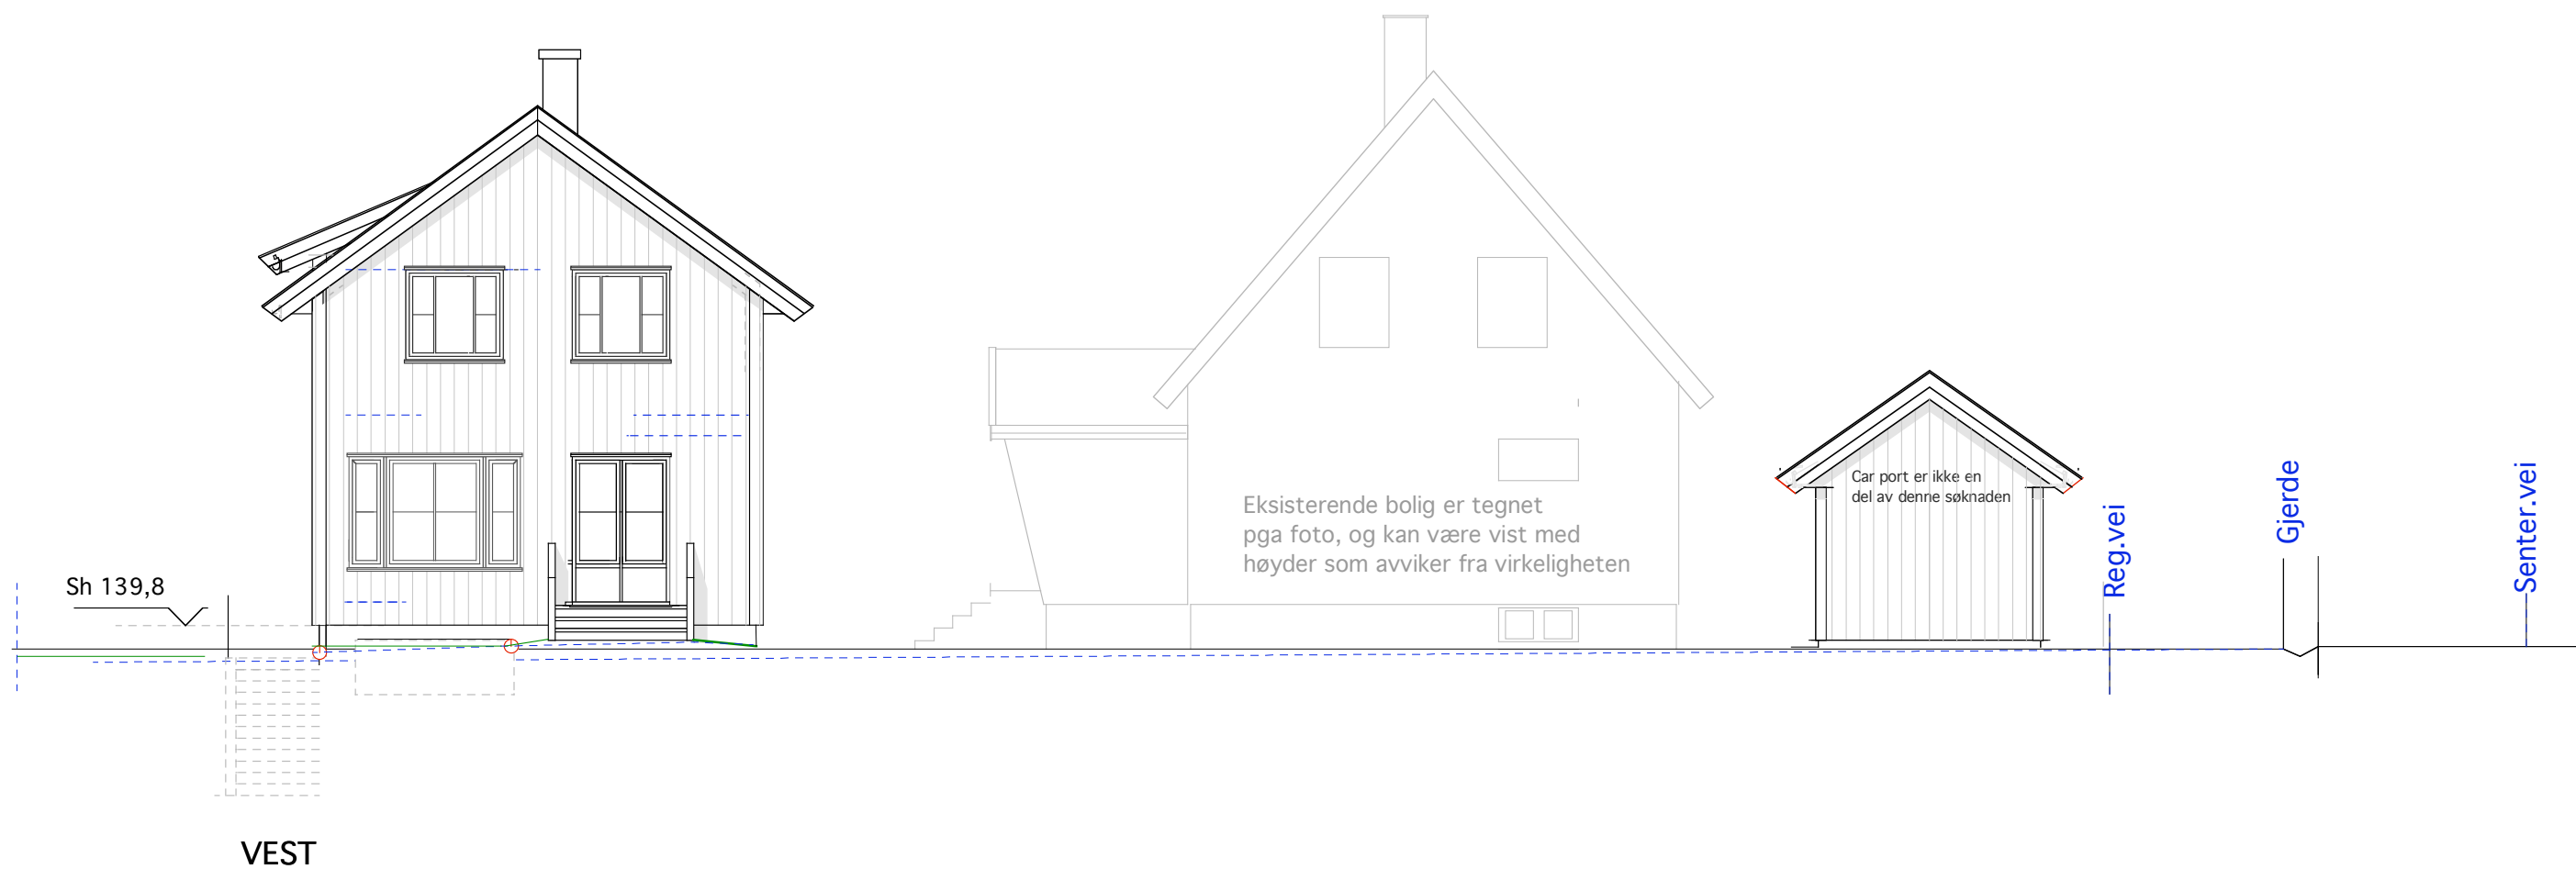 Car port er ikke en
del av denne søknaden
Eksisterende bolig er tegnet
pga foto, og kan være vist med
høyder som avviker fra virkeligheten
Sh 139,8
Reg.vei
Gjerde
Senter.vei
VEST